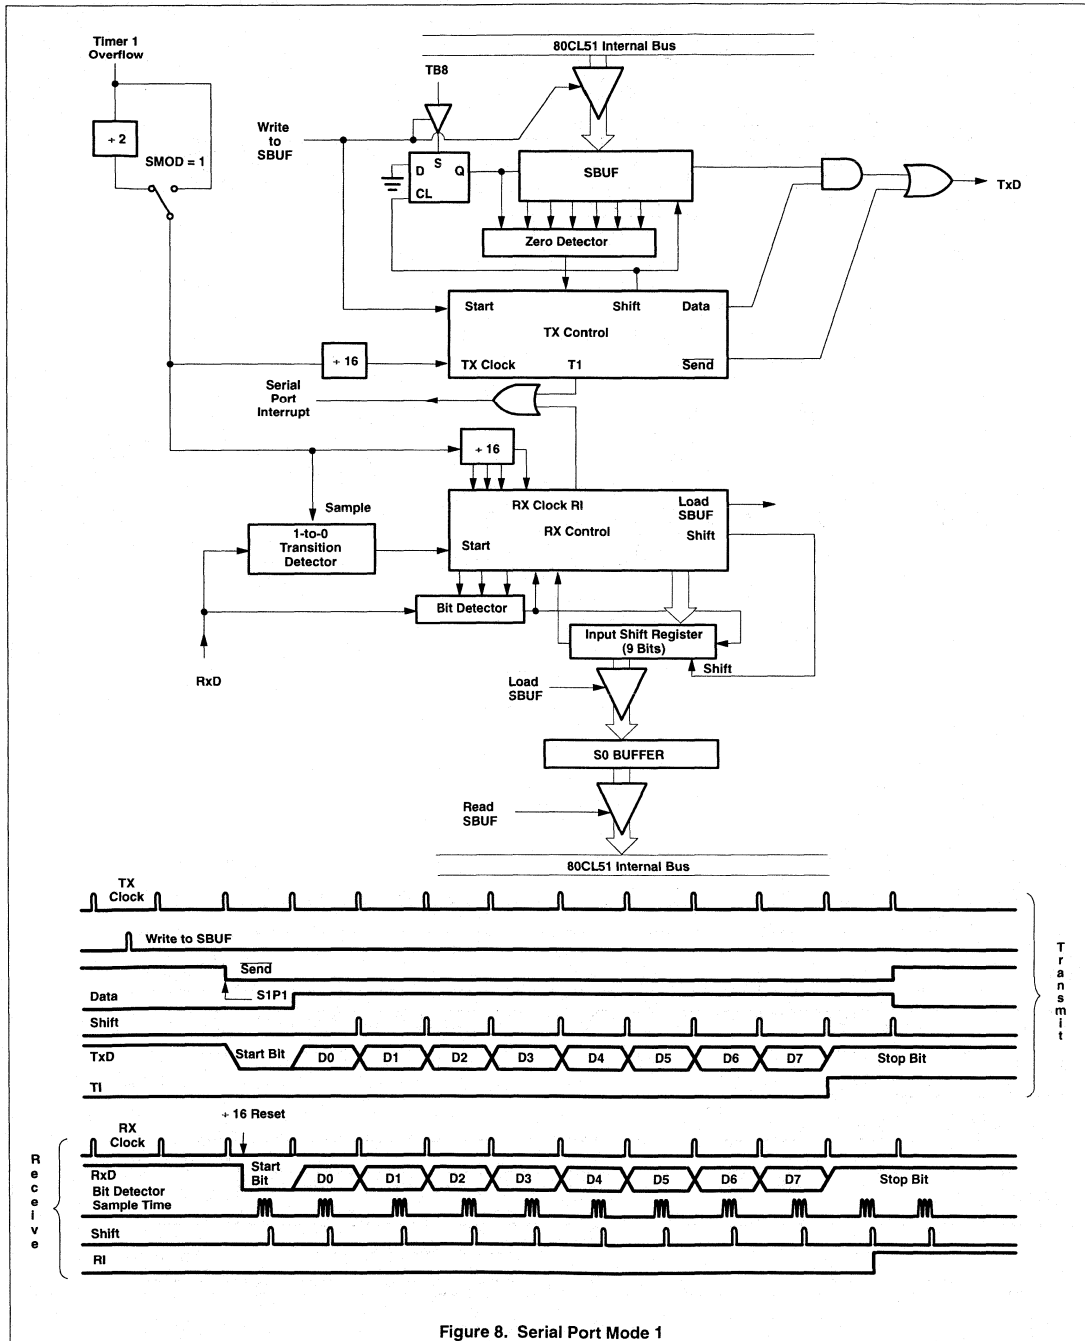 Timer 1
Overflow
÷ 2
SMOD = 1
80CL51 Internal Bus
TB8
Write
to
SBUF
S
D Q
CL
SBUF
TxD
Zero Detector
Start Shift Data
TX Control
TX Clock T1 Send
÷ 16
Serial
Port
Interrupt
÷ 16
Sample
1-to-0
Transition
Detector
RX Clock RI
Load
SBUF
RX Control
Start
Shift
Bit Detector
Input Shift Register
(9 Bits)
Shift
RxD
Load
SBUF
S0 BUFFER
Read
SBUF
80CL51 Internal Bus
TX
Clock
Write to SBUF
Send
Data
S1P1
Shift
TxD Start Bit D0 D1 D2 D3 D4 D5 D6 D7 Stop Bit
TI
Transmit
÷ 16 Reset
RX
Clock
RxD Start Bit D0 D1 D2 D3 D4 D5 D6 D7 Stop Bit
Bit Detector
Sample Time
Shift
RI
Receive
Figure 8. Serial Port Mode 1